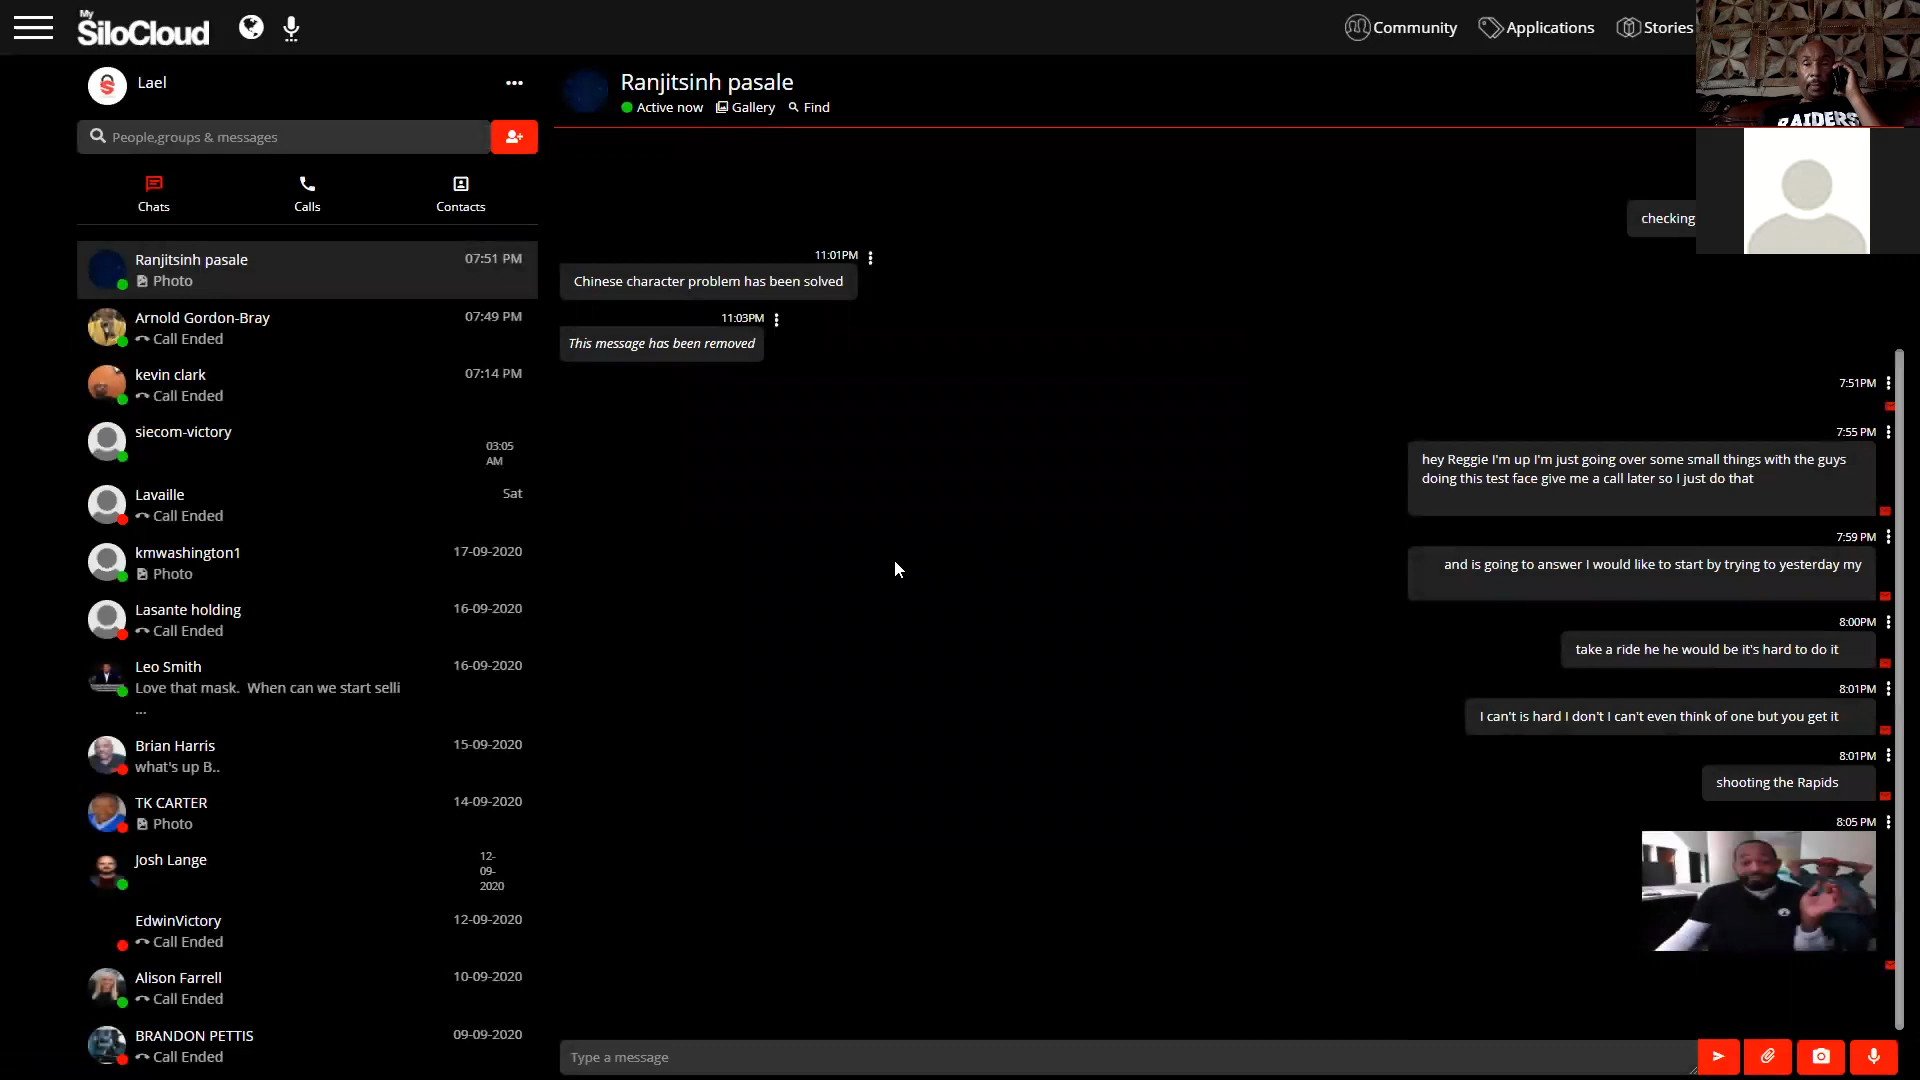 My
SiloCloud
Community
Applications
Stories
Lael
People,groups & messages
Chats
Calls
Contacts
Ranjitsinh pasale
07:51 PM
Photo
Arnold Gordon-Bray
07:49 PM
Call Ended
kevin clark
07:14 PM
Call Ended
siecom-victory
03:05
AM
Lavaille
Sat
Call Ended
kmwashington1
17-09-2020
Photo
Lasante holding
16-09-2020
Call Ended
Leo Smith
16-09-2020
Love that mask. When can we start selli
...
Brian Harris
15-09-2020
what's up B..
TK CARTER
14-09-2020
Photo
Josh Lange
12-
09-
2020
EdwinVictory
12-09-2020
Call Ended
Alison Farrell
10-09-2020
Call Ended
BRANDON PETTIS
09-09-2020
Call Ended
Ranjitsinh pasale
Active now
Gallery
Find
RAIDERS
checking
11:01PM
Chinese character problem has been solved
11:03PM
This message has been removed
7:51PM
7:55 PM
hey Reggie I'm up I'm just going over some small things with the guys
doing this test face give me a call later so I just do that
7:59 PM
and is going to answer I would like to start by trying to yesterday my
8:00PM
take a ride he he would be it's hard to do it
8:01PM
I can't is hard I don't I can't even think of one but you get it
8:01PM
shooting the Rapids
8:05 PM
Type a message